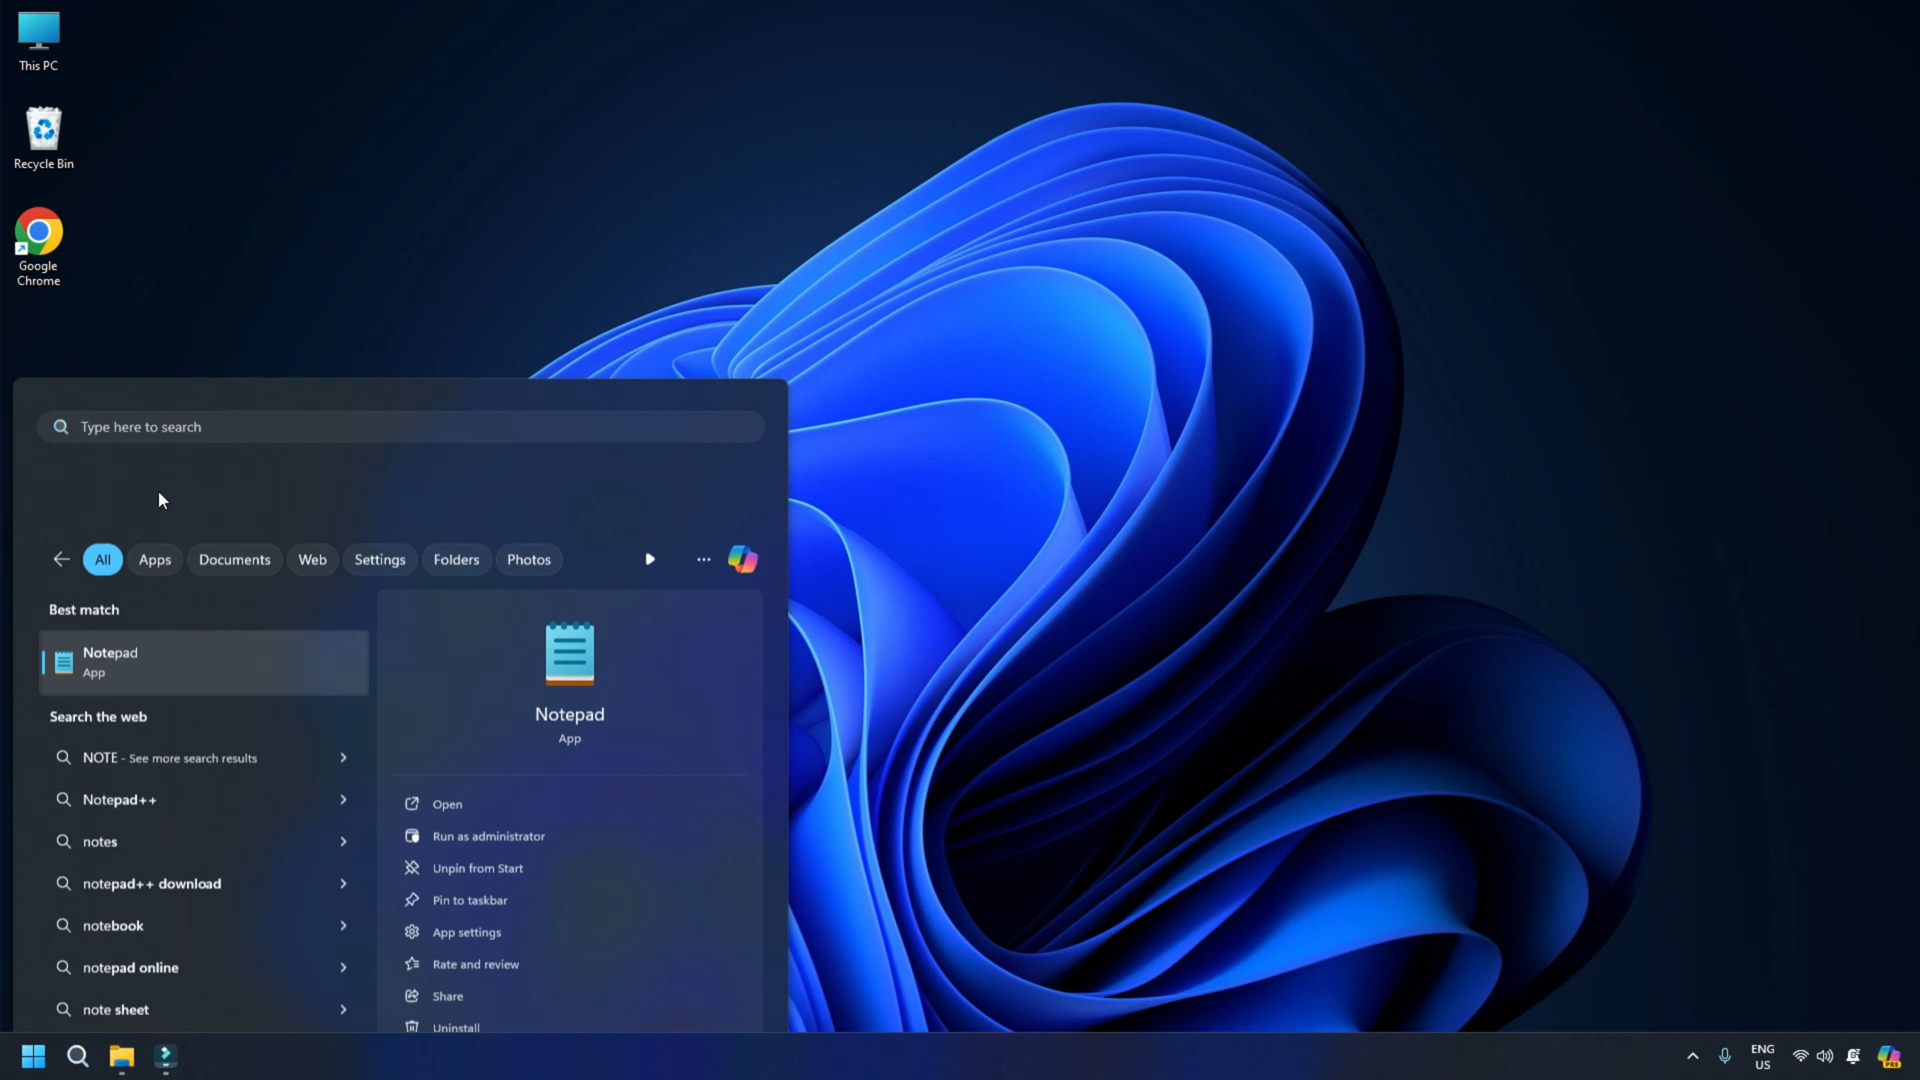 This PC
Recycle Bin
Google
Chrome
Type here to search
All
Apps
Documents
Web
Settings
Folders
Photos
Best match
Notepad
App
Search the web
NOTE - See more search results
Notepad++
notes
notepad++ download
notebook
notepad online
note sheet
Notepad
App
Open
Run as administrator
Unpin from Start
Pin to taskbar
App settings
Rate and review
Share
Uninstall
ENG
US
PRE